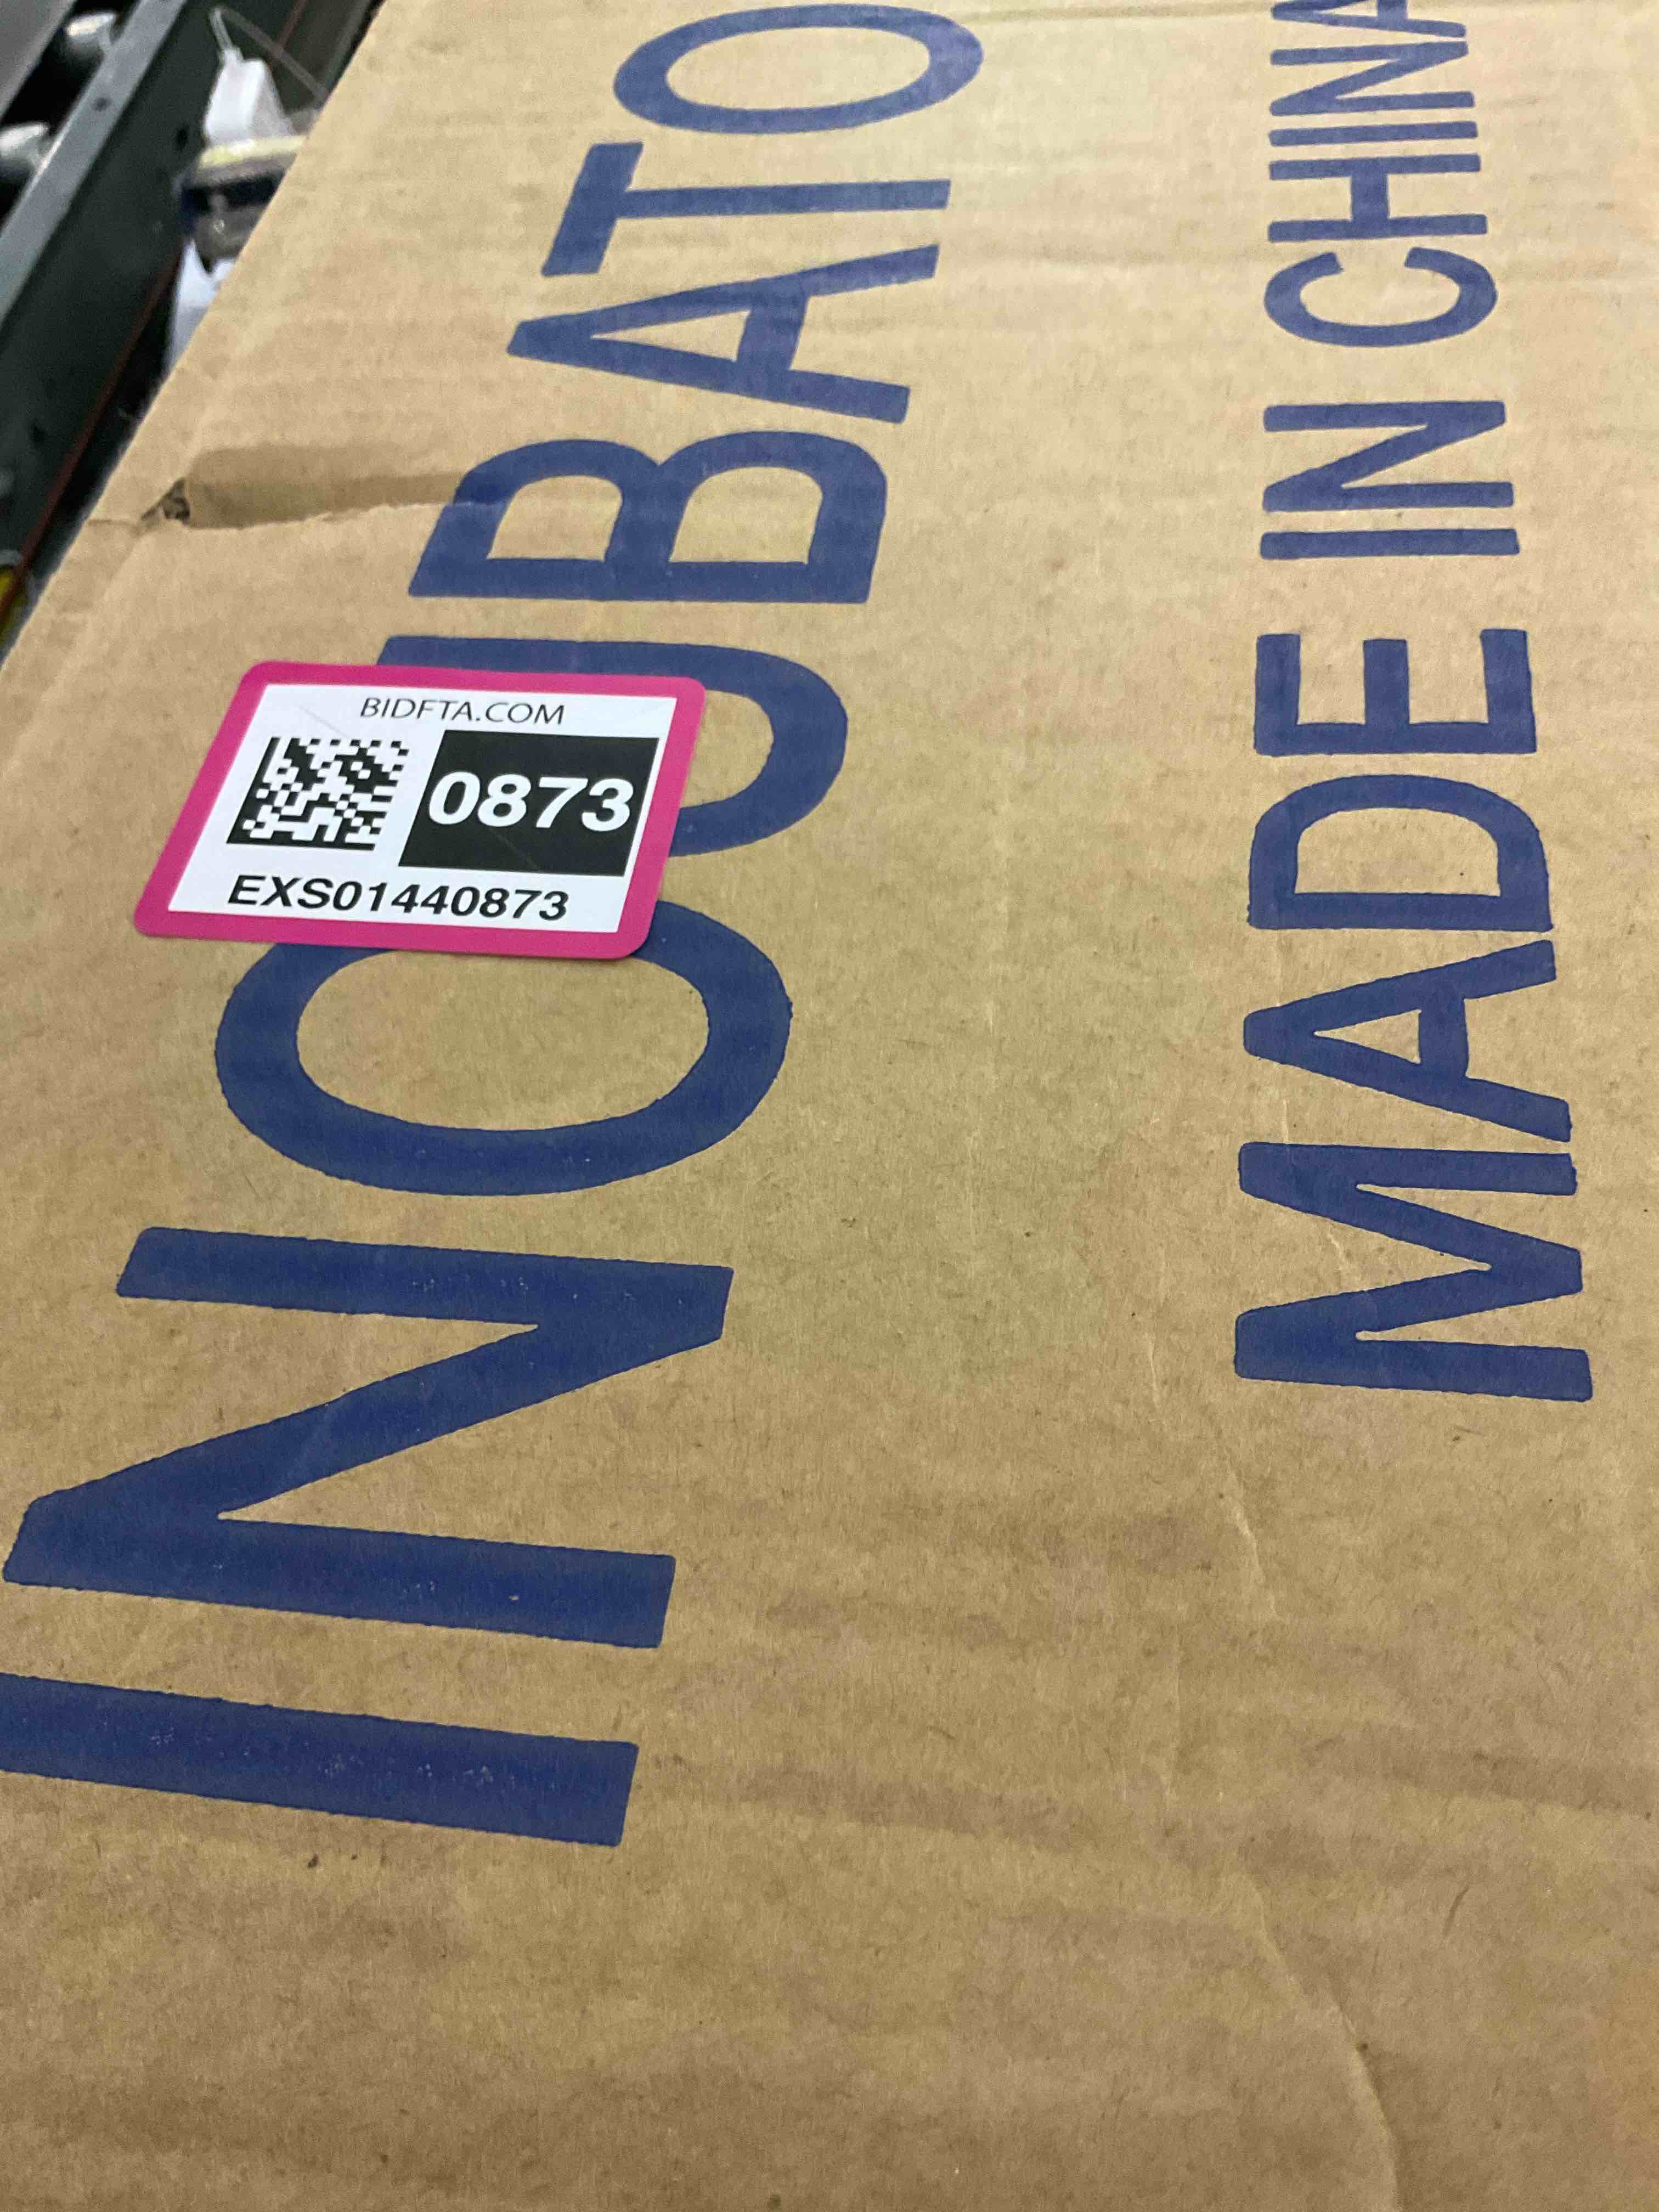 INCUBATO
MADE IN CHINA
BIDFTA.COM
0873
EXS01440873